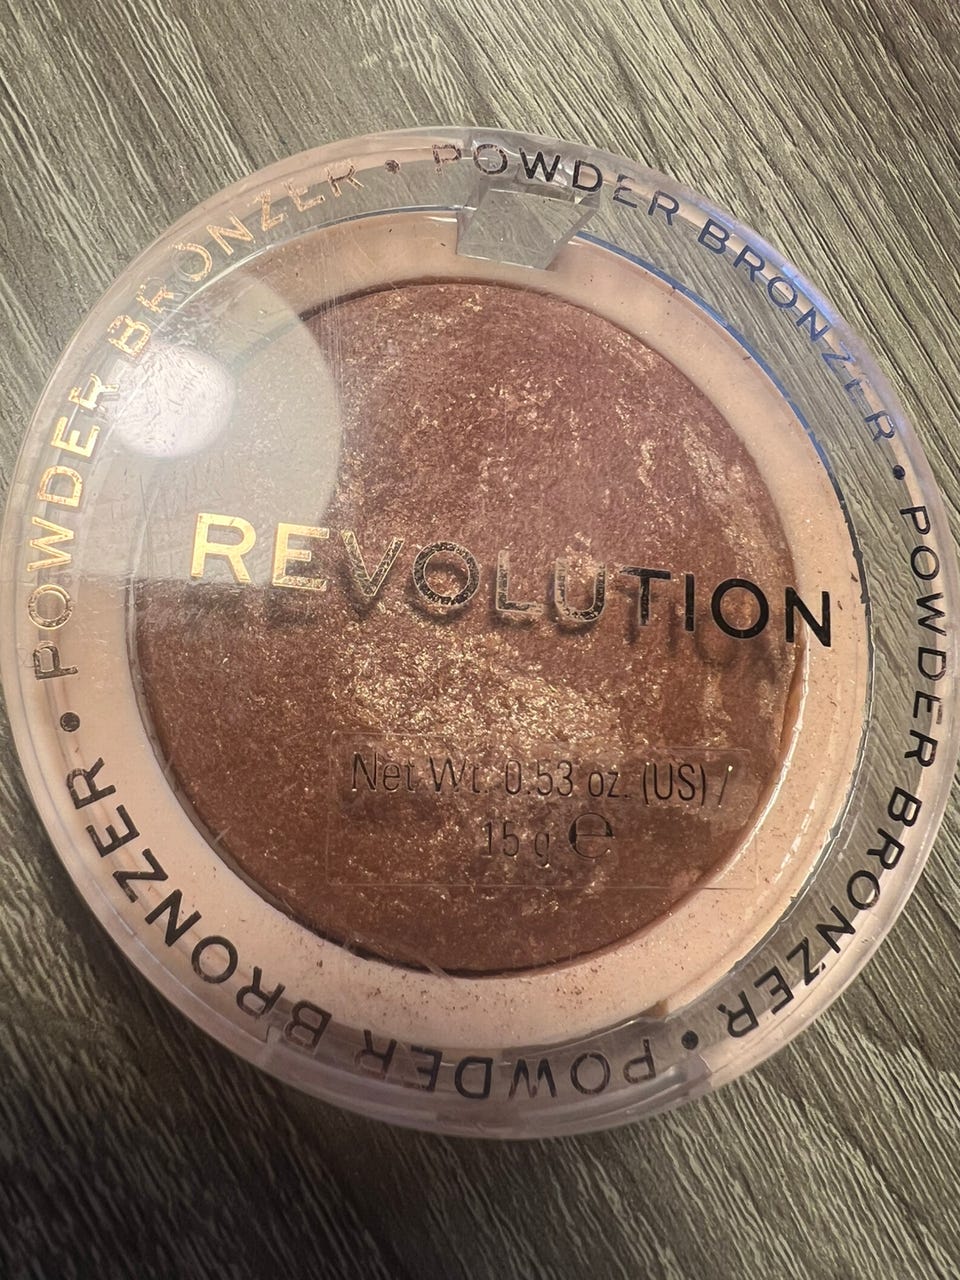 POWDER BRONZER • POWDER BRONZER • POWDER BRONZER • POWDER BRONZER •
REVOLUTION
Net Wt. 0.53 oz. (US) /
15 g ℮